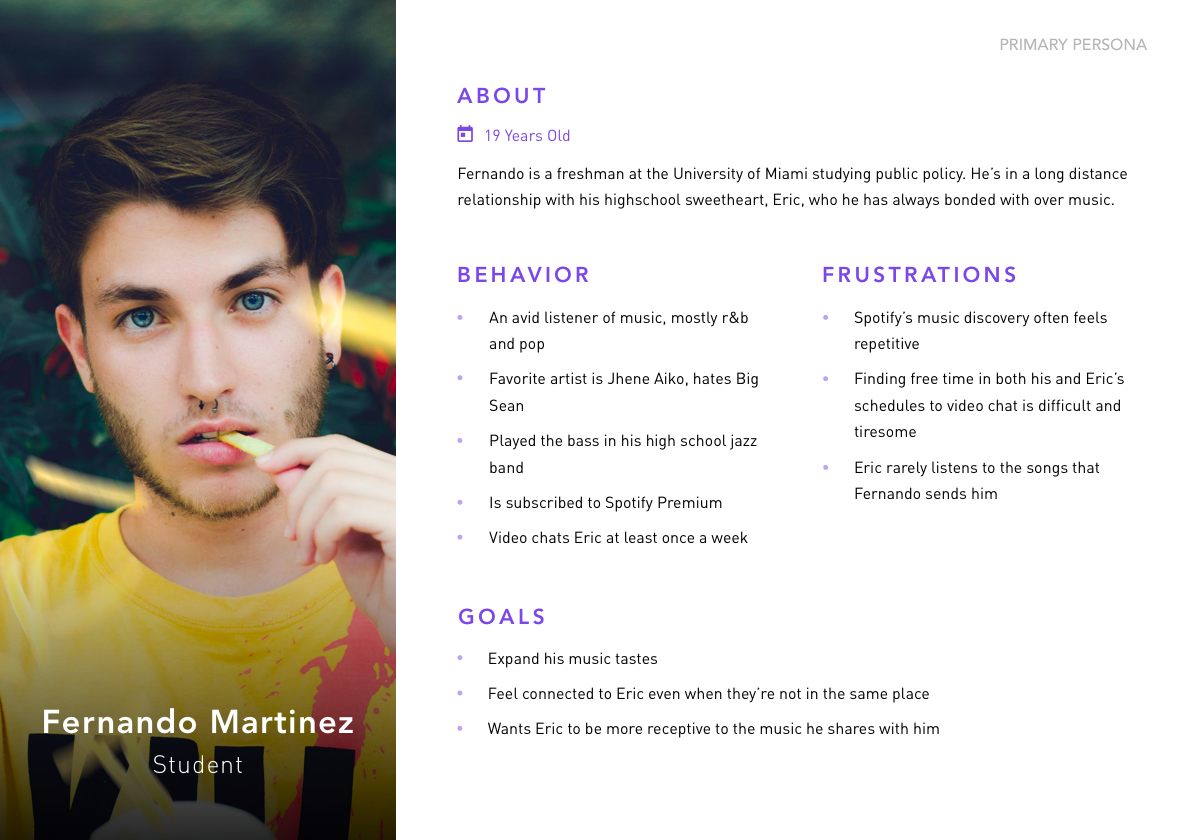 PRIMARY PERSONA
ABOUT
19 Years Old
Fernando is a freshman at the University of Miami studying public policy. He's in a long distance
relationship with his highschool sweetheart, Eric, who he has always bonded with over music.
BEHAVIOR
• An avid listener of music, mostly r&b
and pop
• Favorite artist is Jhene Aiko, hates Big
Sean
• Played the bass in his high school jazz
band
• Is subscribed to Spotify Premium
• Video chats Eric at least once a week
FRUSTRATIONS
• Spotify's music discovery often feels
repetitive
• Finding free time in both his and Eric's
schedules to video chat is difficult and
tiresome
• Eric rarely listens to the songs that
Fernando sends him
GOALS
• Expand his music tastes
• Feel connected to Eric even when they're not in the same place
• Wants Eric to be more receptive to the music he shares with him
Fernando Martinez
Student